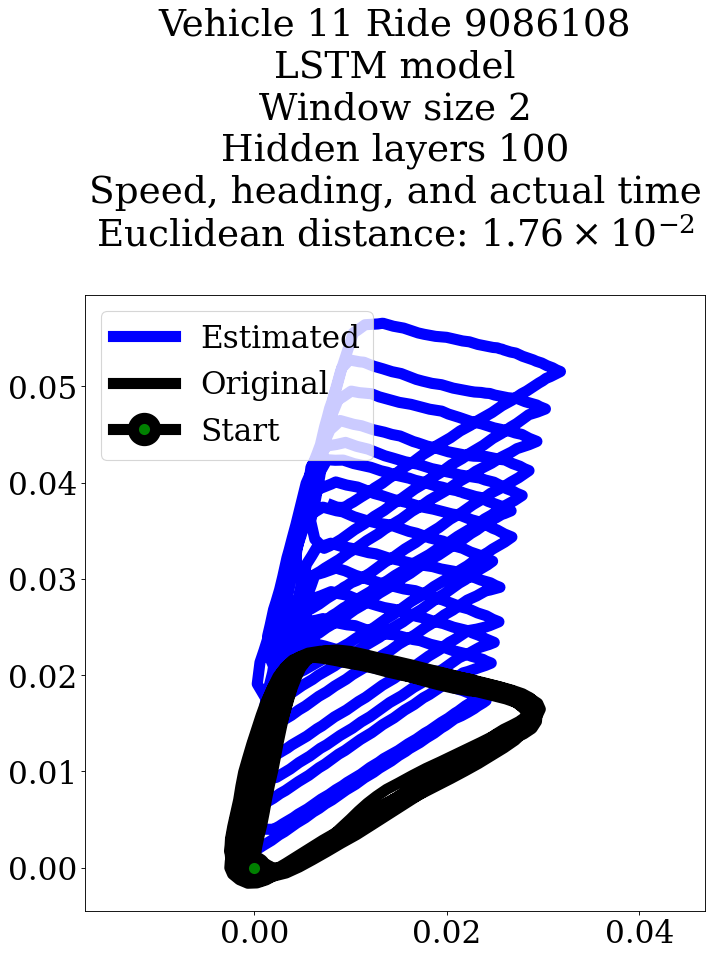 Vehicle 11 Ride 9086108
LSTM model
Window size 2
Hidden layers 100
Speed, heading, and actual time
Euclidean distance: 1.76 × 10⁻²
Estimated
Original
Start
0.05
0.04
0.03
0.02
0.01
0.00
0.00 0.02 0.04